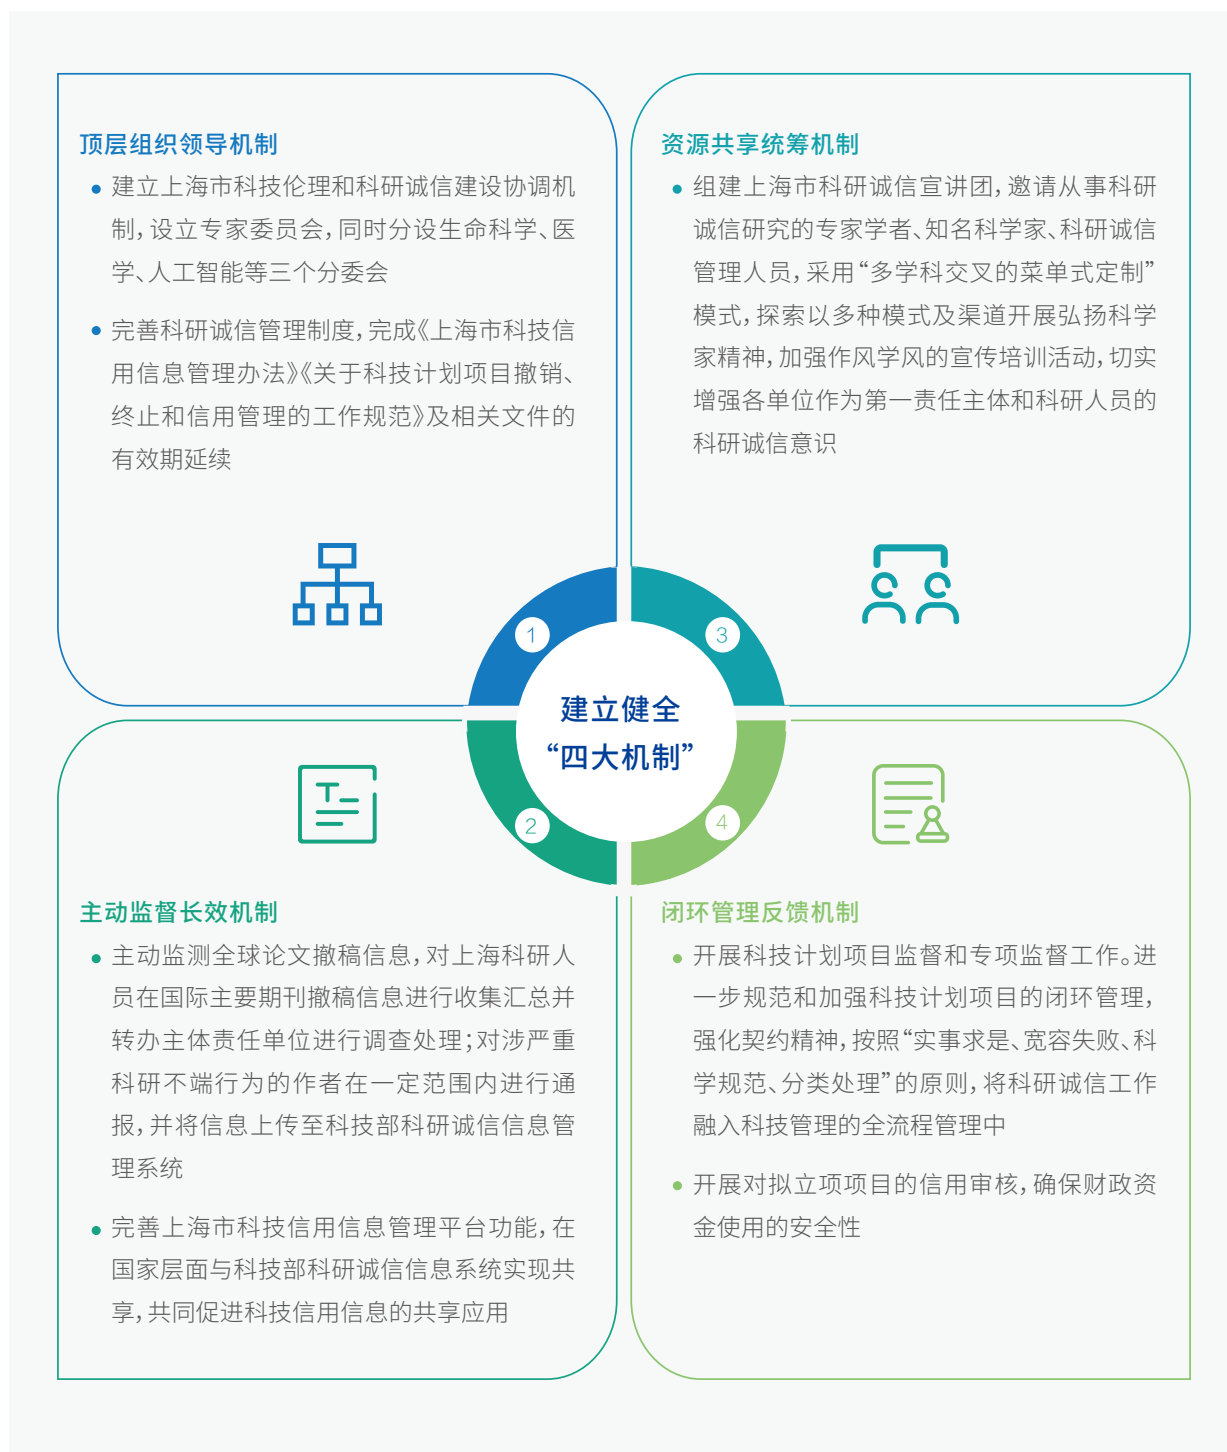 顶层组织领导机制
建立上海市科技伦理和科研诚信建设协调机
制，设立专家委员会，同时分设生命科学、医
学、人工智能等三个分委会
完善科研诚信管理制度，完成《上海市科技信
用信息管理办法》《关于科技计划项目撤销、
终止和信用管理的工作规范》及相关文件的
有效期延续
资源共享统筹机制
组建上海市科研诚信宣讲团，邀请从事科研
诚信研究的专家学者、知名科学家、科研诚信
管理人员，采用“多学科交叉的菜单式定制”
模式，探索以多种模式及渠道开展弘扬科学
家精神，加强作风学风的宣传培训活动，切实
增强各单位作为第一责任主体和科研人员的
科研诚信意识
1
3
建立健全
“四大机制”
2
4
主动监督长效机制
主动监测全球论文撤稿信息，对上海科研人
员在国际主要期刊撤稿信息进行收集汇总并
转办主体责任单位进行调查处理；对涉严重
科研不端行为的作者在一定范围内进行通
报，并将信息上传至科技部科研诚信信息管
理系统
完善上海市科技信用信息管理平台功能，在
国家层面与科技部科研诚信信息系统实现共
享，共同促进科技信用信息的共享应用
闭环管理反馈机制
开展科技计划项目监督和专项监督工作。进
一步规范和加强科技计划项目的闭环管理，
强化契约精神，按照“实事求是、宽容失败、科
学规范、分类处理”的原则，将科研诚信工作
融入科技管理的全流程管理中
开展对拟立项项目的信用审核，确保财政资
金使用的安全性